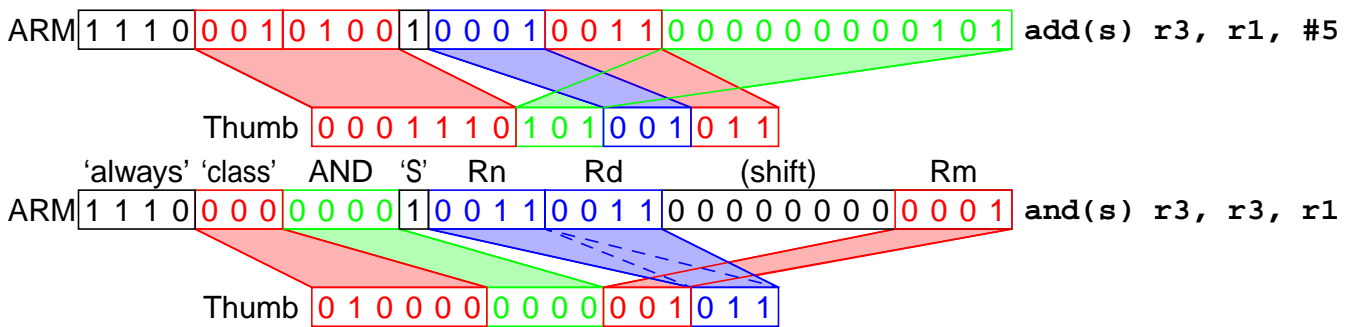 ARM 1 1 1 0 0 0 1 0 1 0 0 1 0 0 0 1 0 0 1 1 0 0 0 0 0 0 0 0 0 1 0 1 add(s) r3, r1, #5
Thumb 0 0 0 1 1 1 0 1 0 1 0 0 1 0 1 1
‘always’ ‘class’ AND ‘S’ Rn Rd (shift) Rm
ARM 1 1 1 0 0 0 0 0 0 0 0 1 0 0 1 1 0 0 1 1 0 0 0 0 0 0 0 0 0 0 0 1 and(s) r3, r3, r1
Thumb 0 1 0 0 0 0 0 0 0 0 0 0 1 0 1 1